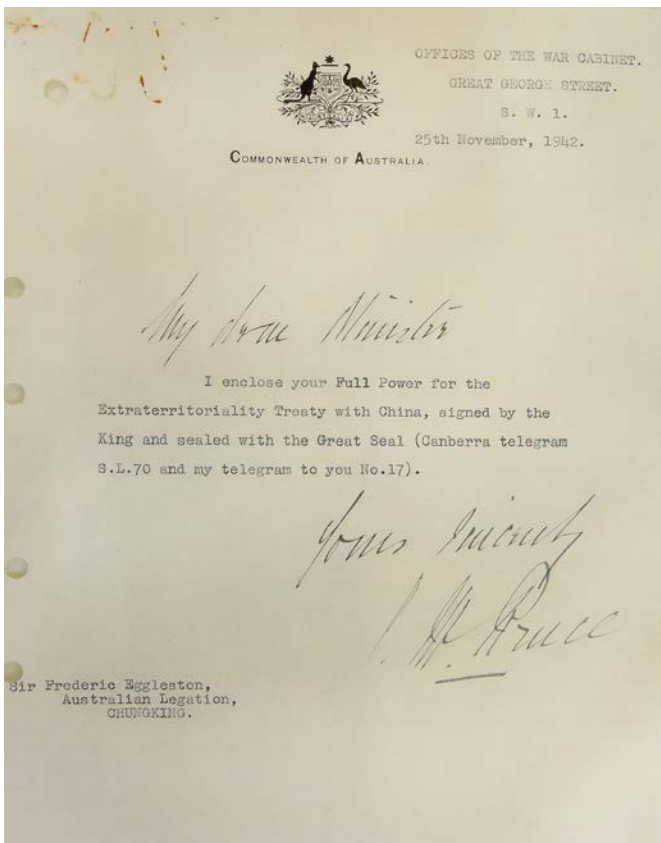 OFFICES OF THE WAR CABINET.
GREAT GEORGE STREET.
S. W. 1.
25th November, 1942.
COMMONWEALTH OF AUSTRALIA.
My dear Minister
I enclose your Full Power for the
Extraterritoriality Treaty with China, signed by the
King and sealed with the Great Seal (Canberra telegram
S.L.70 and my telegram to you No.17).
Yours sincerely
S. M. Bruce
Sir Frederic Eggleston,
Australian Legation,
CHUNGKING.